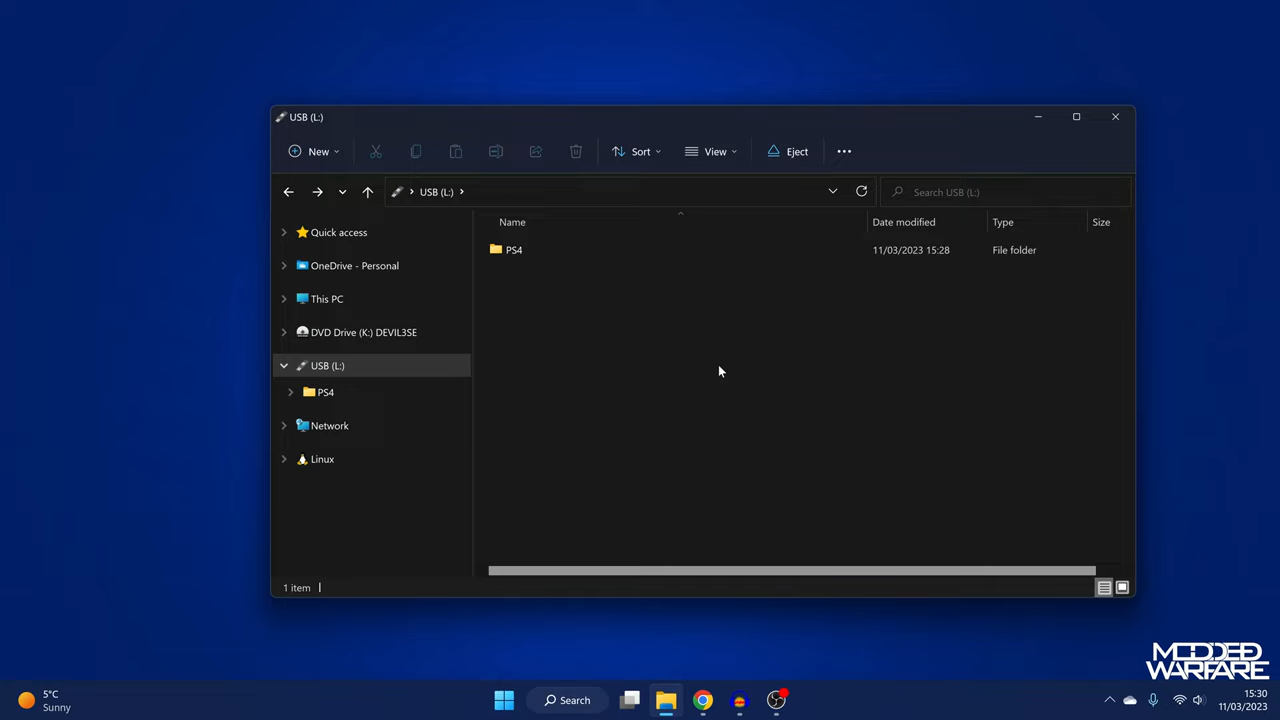 USB (L:)
New
Sort
View
Eject
USB (L:)
Search USB (L:)
Name
Date modified
Type
Size
Quick access
PS4
11/03/2023 15:28
File folder
OneDrive - Personal
This PC
DVD Drive (K:) DEVIL3SE
USB (L:)
PS4
Network
Linux
1 item
MODDED
WARFARE
5°C
Sunny
Search
15:30
11/03/2023